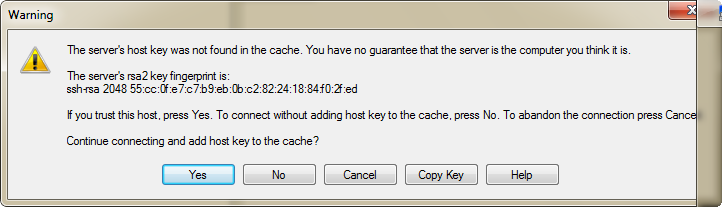 Warning
The server's host key was not found in the cache. You have no guarantee that the server is the computer you think it is.
The server's rsa2 key fingerprint is:
ssh-rsa 2048 55:cc:0f:e7:c7:b9:eb:0b:c2:82:24:18:84:f0:2f:ed
If you trust this host, press Yes. To connect without adding host key to the cache, press No. To abandon the connection press Cancel
Continue connecting and add host key to the cache?
Yes No Cancel Copy Key Help